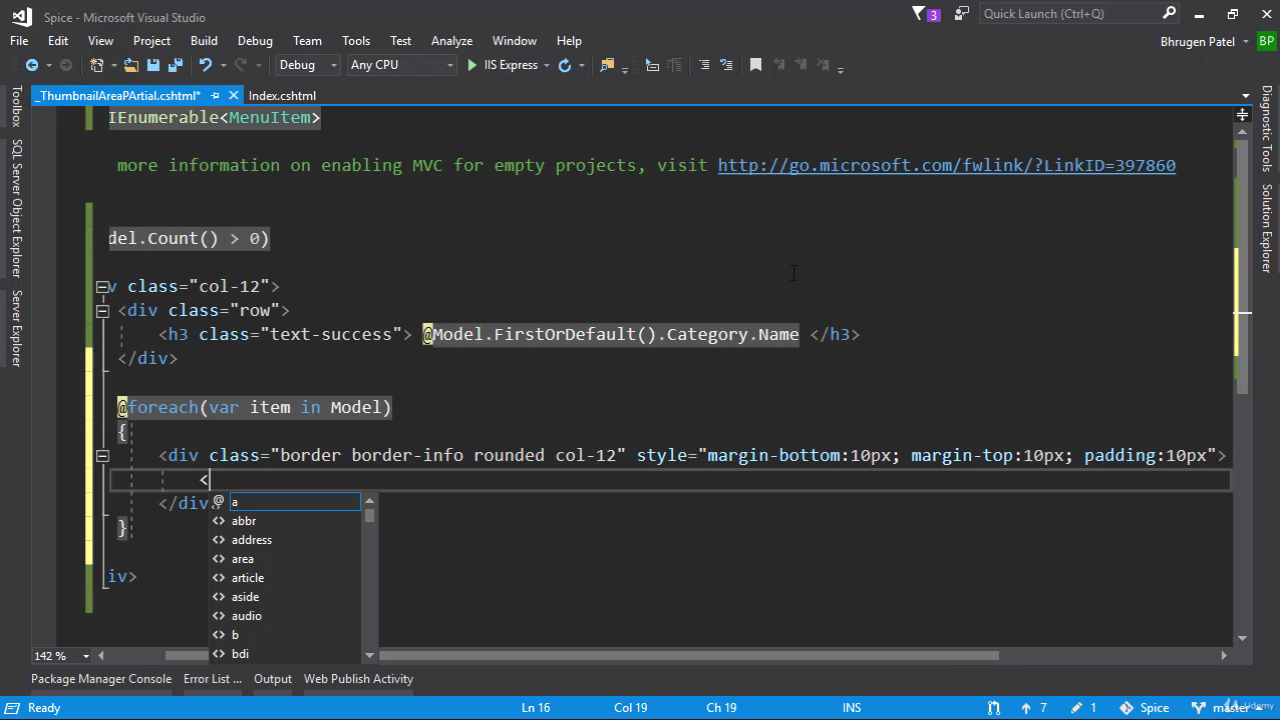 Spice - Microsoft Visual Studio
3
Quick Launch (Ctrl+Q)
File Edit View Project Build Debug Team Tools Test Analyze Window Help
Bhrugen Patel BP
Debug Any CPU IIS Express
_ThumbnailAreaPArtial.cshtml* Index.cshtml
Toolbox
SQL Server Object Explorer
Server Explorer
Diagnostic Tools
Solution Explorer
IEnumerable<MenuItem>
more information on enabling MVC for empty projects, visit http://go.microsoft.com/fwlink/?LinkID=397860
del.Count() > 0)
v class="col-12">
<div class="row">
<h3 class="text-success"> @Model.FirstOrDefault().Category.Name </h3>
</div>
@foreach(var item in Model)
{
<div class="border border-info rounded col-12" style="margin-bottom:10px; margin-top:10px; padding:10px">
<
</div
@ a
<> abbr
<> address
<> area
<> article
<> aside
<> audio
<> b
<> bdi
}
iv>
142 %
Package Manager Console Error List ... Output Web Publish Activity
Ready Ln 16 Col 19 Ch 19 INS 7 1 Spice master
Udemy